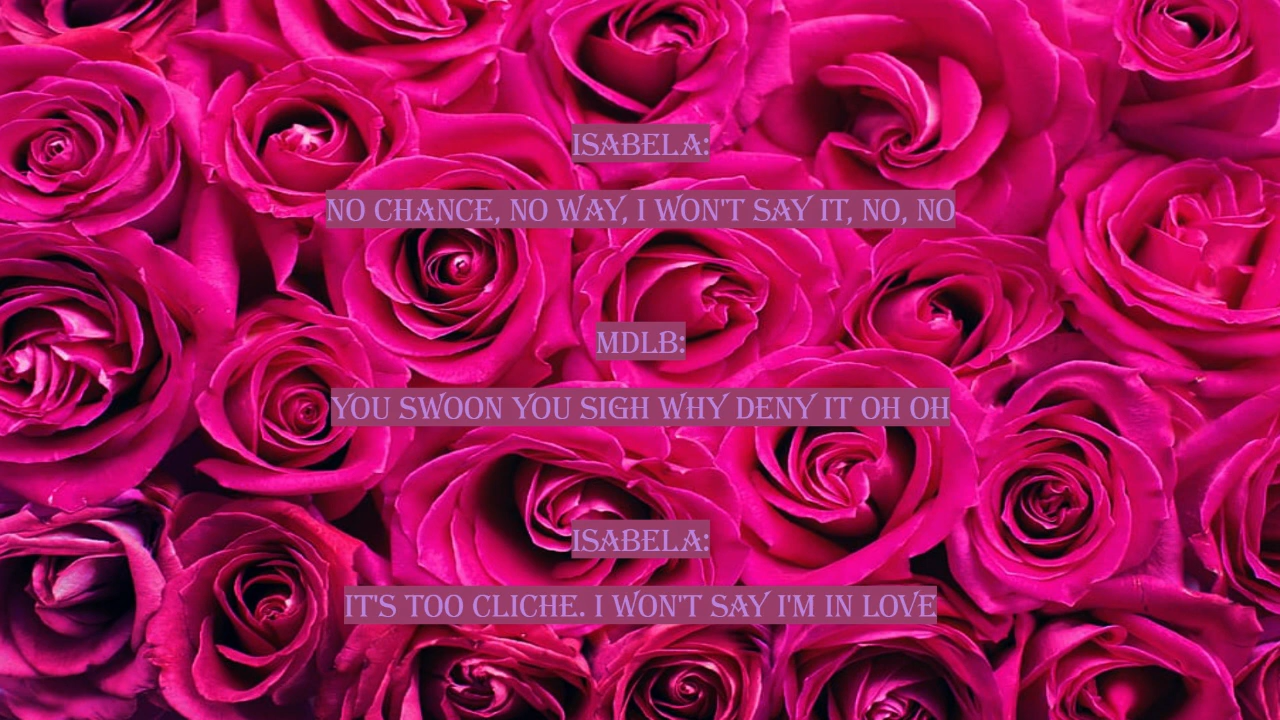 ISABELA:
NO CHANCE, NO WAY, I WON'T SAY IT, NO, NO
MDLB:
YOU SWOON YOU SIGH WHY DENY IT OH OH
ISABELA:
IT'S TOO CLICHE. I WON'T SAY I'M IN LOVE